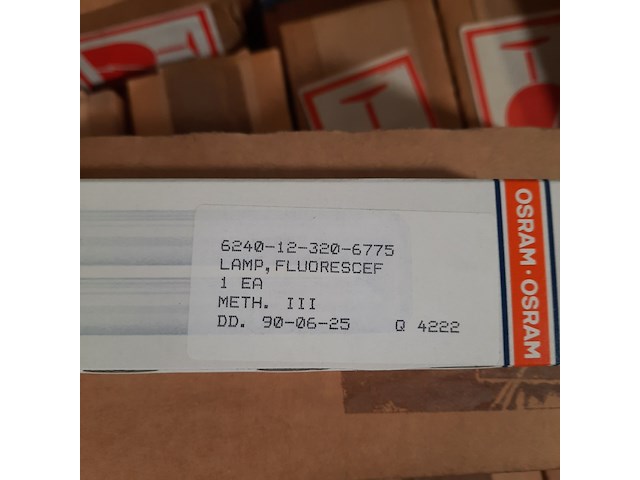 6240-12-320-6775
LAMP,FLUORESCEF
1 EA
METH. III
DD. 90-06-25 Q 4222
OSRAM·OSRAM